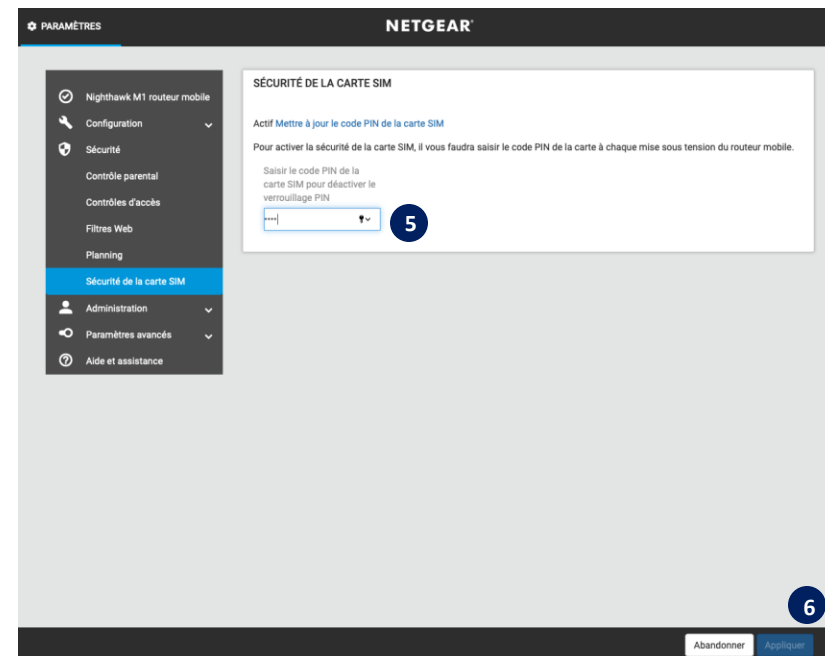 PARAMÈTRES
NETGEAR
Nighthawk M1 routeur mobile
Configuration
Sécurité
Contrôle parental
Contrôles d'accès
Filtres Web
Planning
Sécurité de la carte SIM
Administration
Paramètres avancés
Aide et assistance
SÉCURITÉ DE LA CARTE SIM
Actif Mettre à jour le code PIN de la carte SIM
Pour activer la sécurité de la carte SIM, il vous faudra saisir le code PIN de la carte à chaque mise sous tension du routeur mobile.
Saisir le code PIN de la
carte SIM pour déactiver le
verrouillage PIN
••••
5
6
Abandonner
Appliquer